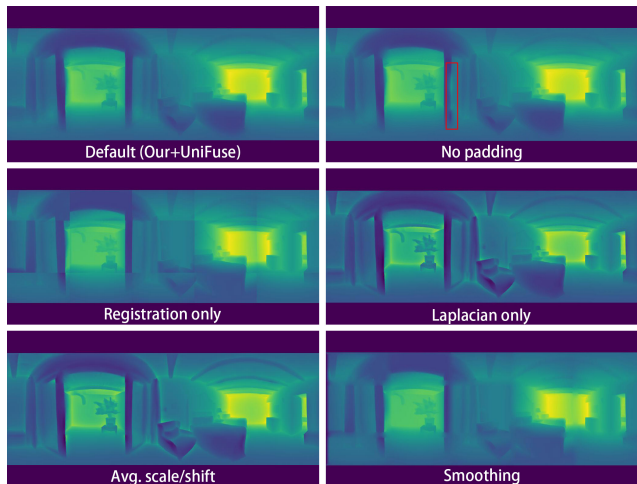 Default (Our+UniFuse)
No padding
Registration only
Laplacian only
Avg. scale/shift
Smoothing